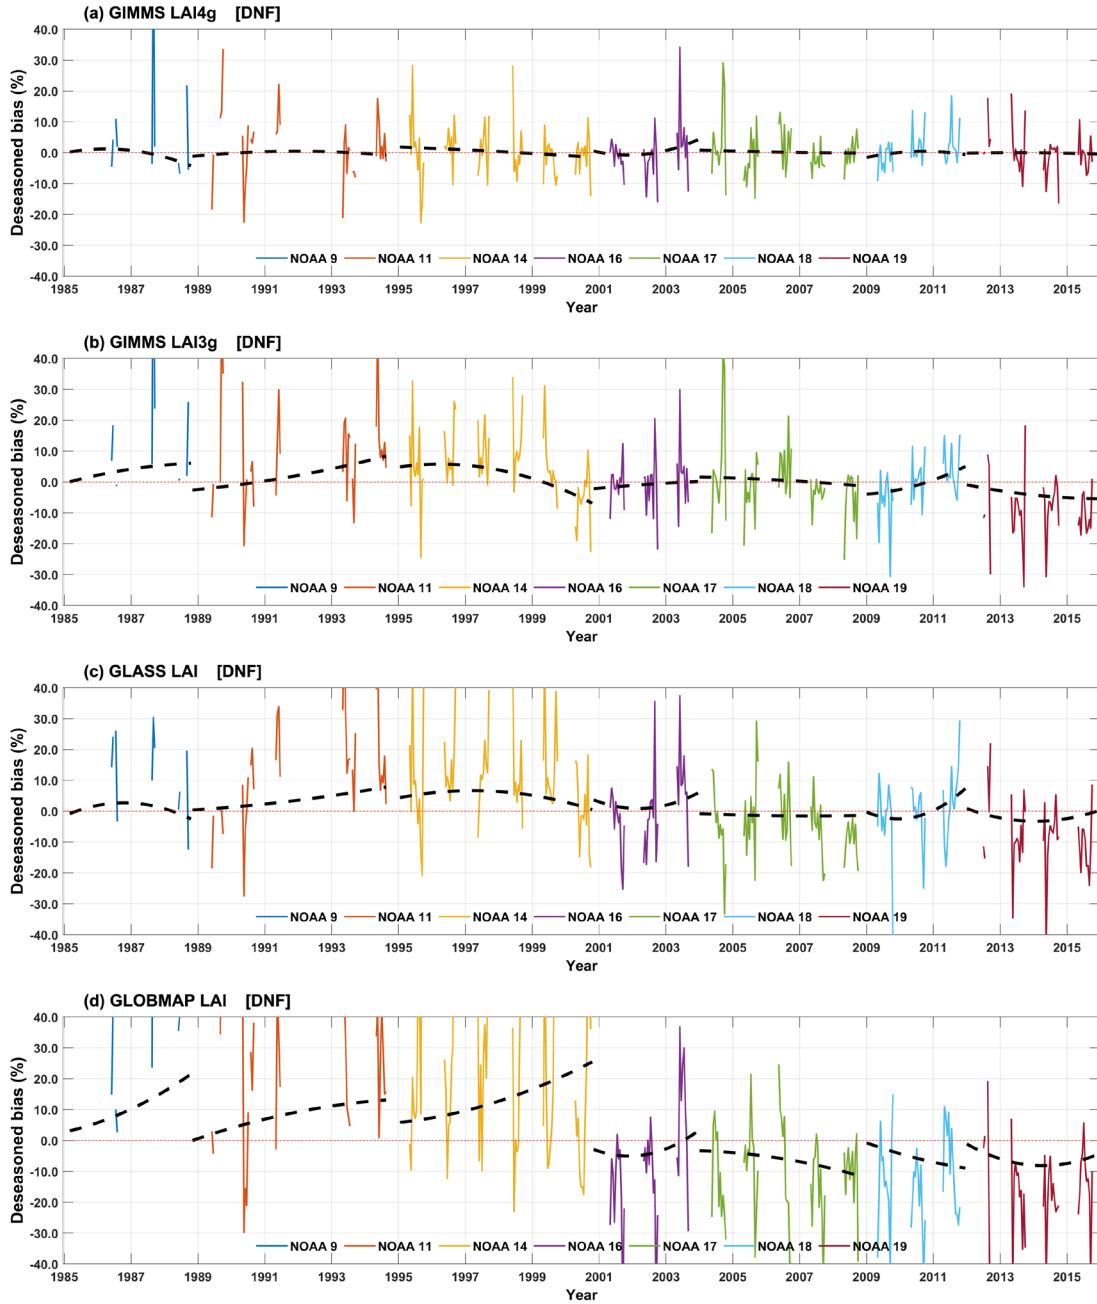 (a) GIMMS LAI4g [DNF]
Deseasoned bias (%)
40.0
30.0
20.0
10.0
0.0
-10.0
-20.0
-30.0
-40.0
NOAA 9 NOAA 11 NOAA 14 NOAA 16 NOAA 17 NOAA 18 NOAA 19
1985 1987 1989 1991 1993 1995 1997 1999 2001 2003 2005 2007 2009 2011 2013 2015
Year
(b) GIMMS LAI3g [DNF]
Deseasoned bias (%)
40.0
30.0
20.0
10.0
0.0
-10.0
-20.0
-30.0
-40.0
NOAA 9 NOAA 11 NOAA 14 NOAA 16 NOAA 17 NOAA 18 NOAA 19
1985 1987 1989 1991 1993 1995 1997 1999 2001 2003 2005 2007 2009 2011 2013 2015
Year
(c) GLASS LAI [DNF]
Deseasoned bias (%)
40.0
30.0
20.0
10.0
0.0
-10.0
-20.0
-30.0
-40.0
NOAA 9 NOAA 11 NOAA 14 NOAA 16 NOAA 17 NOAA 18 NOAA 19
1985 1987 1989 1991 1993 1995 1997 1999 2001 2003 2005 2007 2009 2011 2013 2015
Year
(d) GLOBMAP LAI [DNF]
Deseasoned bias (%)
40.0
30.0
20.0
10.0
0.0
-10.0
-20.0
-30.0
-40.0
NOAA 9 NOAA 11 NOAA 14 NOAA 16 NOAA 17 NOAA 18 NOAA 19
1985 1987 1989 1991 1993 1995 1997 1999 2001 2003 2005 2007 2009 2011 2013 2015
Year